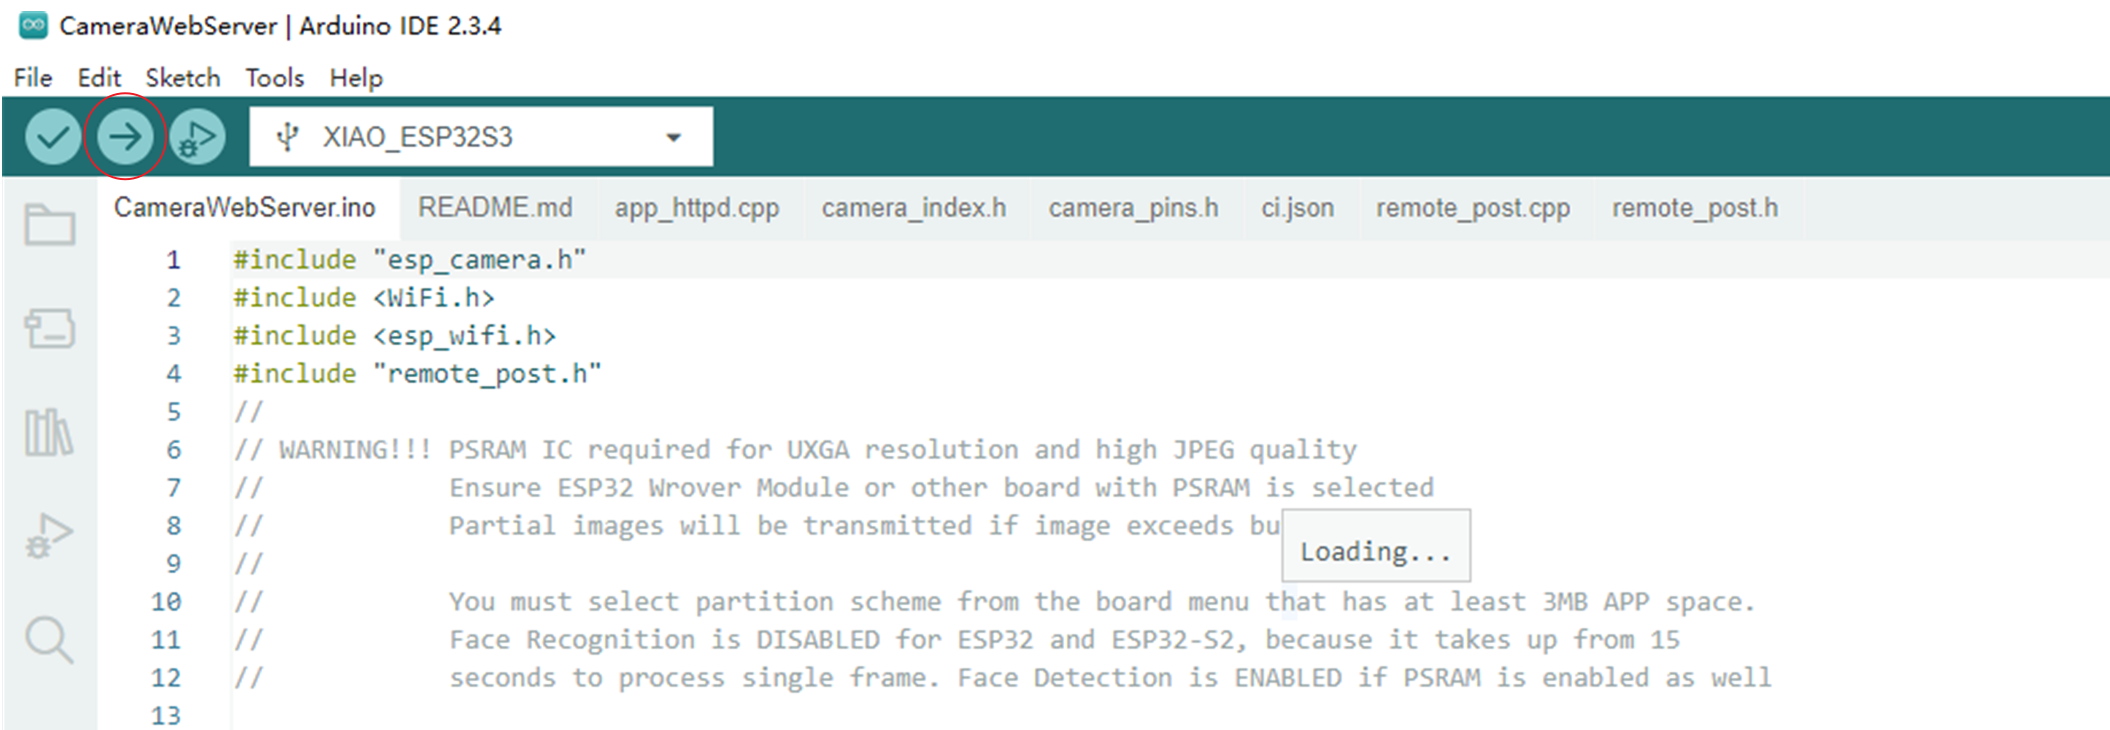 CameraWebServer | Arduino IDE 2.3.4
File Edit Sketch Tools Help
XIAO_ESP32S3
CameraWebServer.ino README.md app_httpd.cpp camera_index.h camera_pins.h ci.json remote_post.cpp remote_post.h
1 #include "esp_camera.h"
2 #include <WiFi.h>
3 #include <esp_wifi.h>
4 #include "remote_post.h"
5 //
6 // WARNING!!! PSRAM IC required for UXGA resolution and high JPEG quality
7 // Ensure ESP32 Wrover Module or other board with PSRAM is selected
8 // Partial images will be transmitted if image exceeds bu
Loading...
9 //
10 // You must select partition scheme from the board menu that has at least 3MB APP space.
11 // Face Recognition is DISABLED for ESP32 and ESP32-S2, because it takes up from 15
12 // seconds to process single frame. Face Detection is ENABLED if PSRAM is enabled as well
13